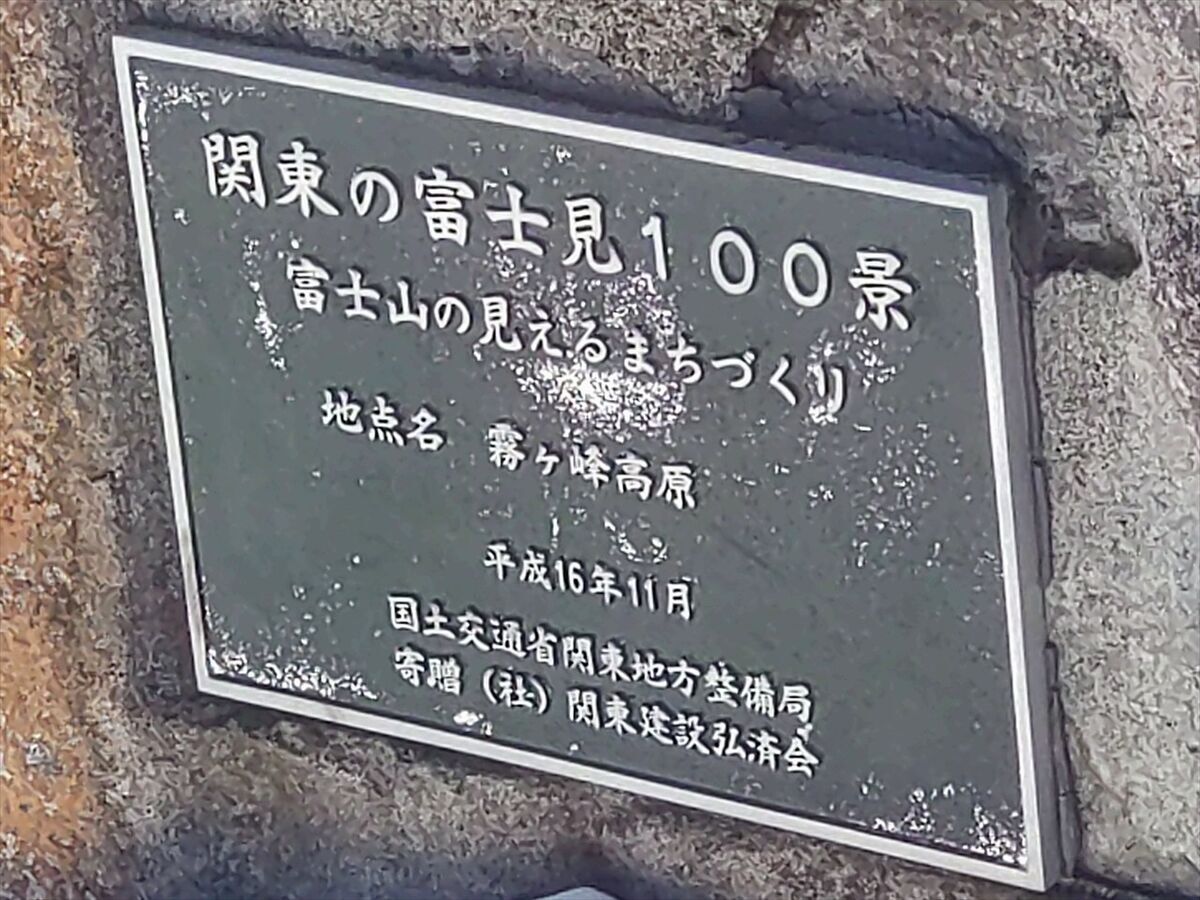 関東の富士見100景
富士山の見えるまちづくり
地点名 霧ヶ峰高原
平成16年11月
国土交通省関東地方整備局
寄贈（社）関東建設弘済会